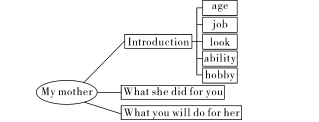 age
job
Introduction
look
ability
hobby
My mother
What she did for you
What you will do for her